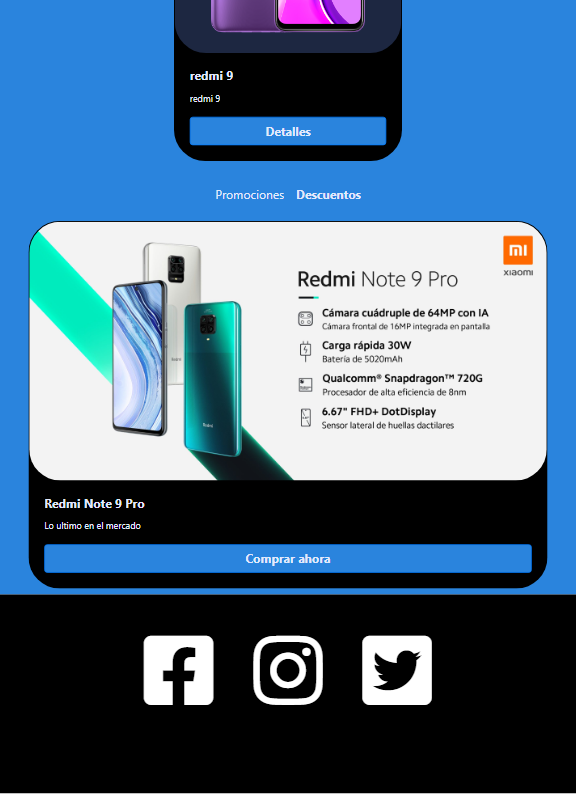 redmi 9
redmi 9
Detalles
Promociones Descuentos
mi
xiaomi
Redmi Note 9 Pro
Cámara cuádruple de 64MP con IA
Cámara frontal de 16MP integrada en pantalla
Carga rápida 30W
Batería de 5020mAh
Qualcomm® Snapdragon™ 720G
Procesador de alta eficiencia de 8nm
6.67" FHD+ DotDisplay
Sensor lateral de huellas dactilares
Redmi
Redmi
Redmi Note 9 Pro
Lo ultimo en el mercado
Comprar ahora